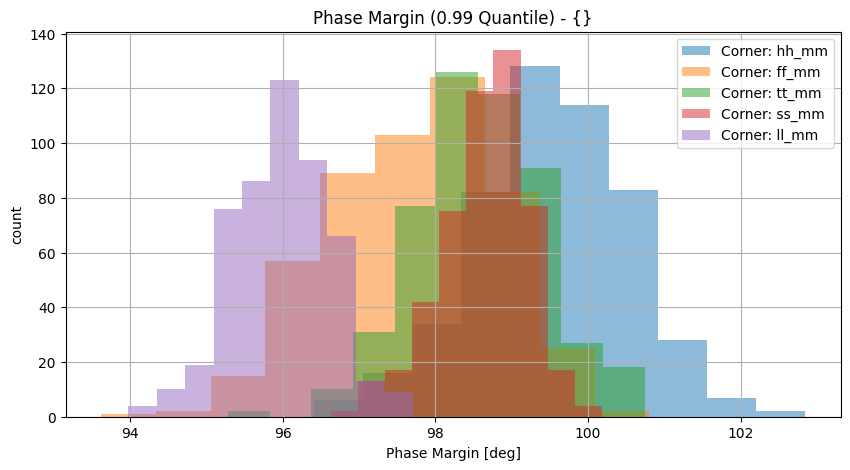 Phase Margin (0.99 Quantile) - {}
140
120
100
80
60
40
20
0
count
Corner: hh_mm
Corner: ff_mm
Corner: tt_mm
Corner: ss_mm
Corner: ll_mm
94 96 98 100 102
Phase Margin [deg]